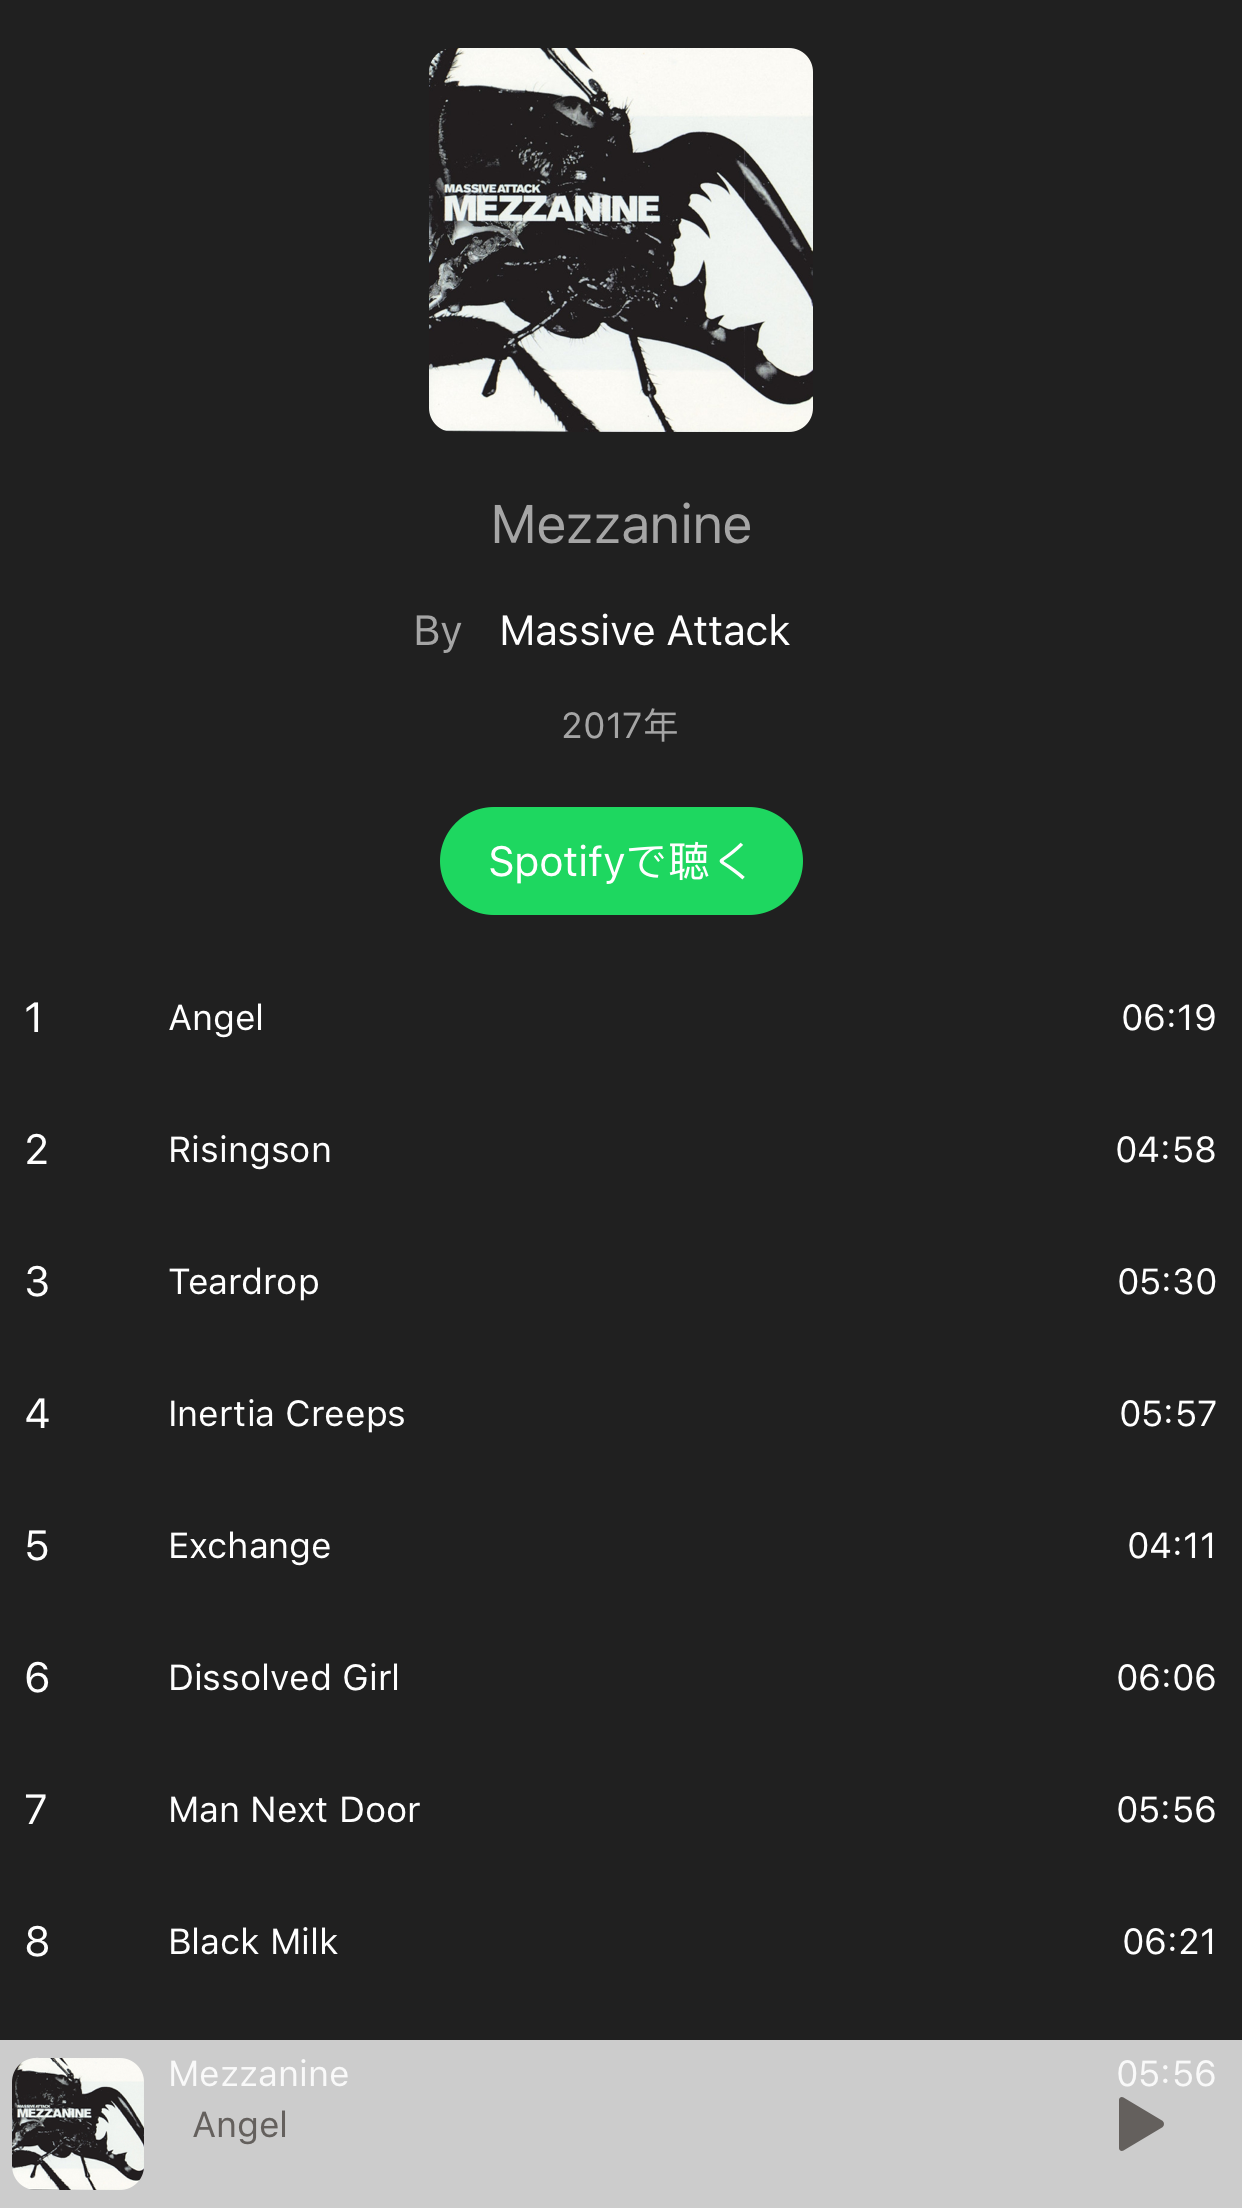 MASSIVE ATTACK
MEZZANINE
Mezzanine
By Massive Attack
2017年
Spotifyで聴く
1 Angel 06:19
2 Risingson 04:58
3 Teardrop 05:30
4 Inertia Creeps 05:57
5 Exchange 04:11
6 Dissolved Girl 06:06
7 Man Next Door 05:56
8 Black Milk 06:21
Mezzanine 05:56
MASSIVE ATTACK
MEZZANINE
Angel